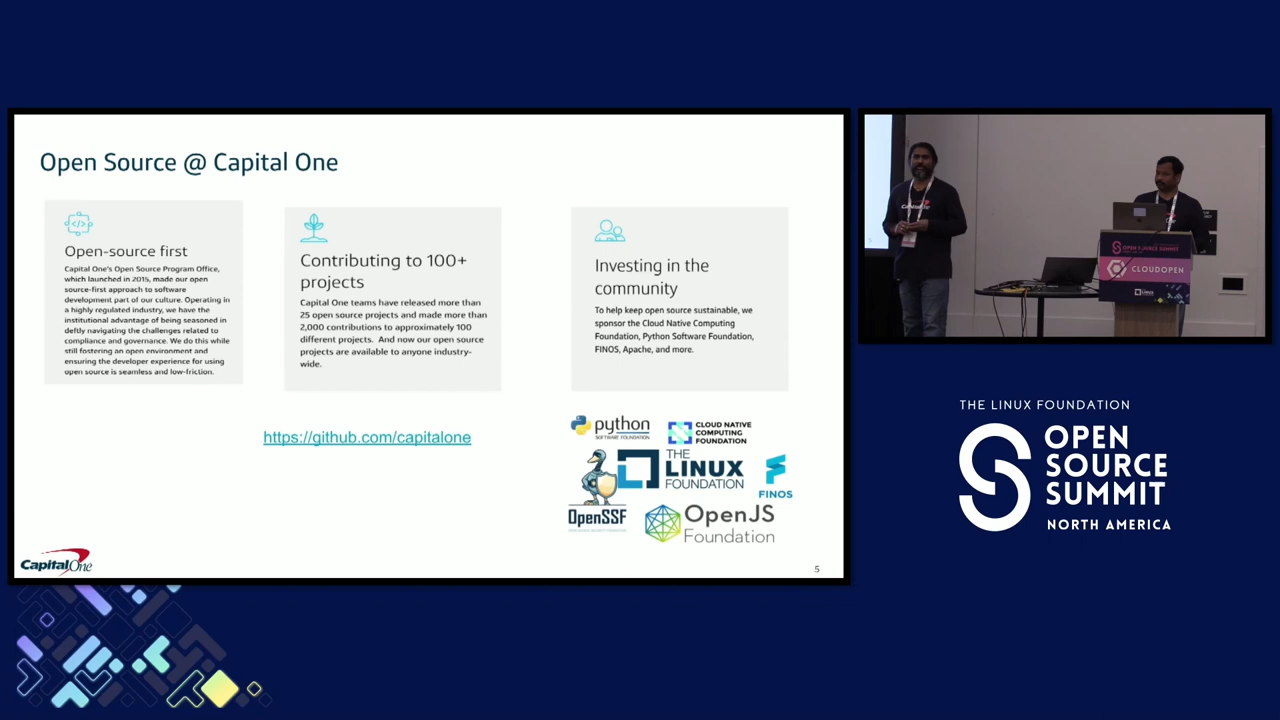 Open Source @ Capital One
Open-source first
Capital One's Open Source Program Office,
which launched in 2015, made our open
source-first approach to software
development part of our culture. Operating in
a highly regulated industry, we have the
institutional advantage of being seasoned in
deftly navigating the challenges related to
compliance and governance. We do this while
still fostering an open environment and
ensuring the developer experience for using
open source is seamless and low-friction.
Contributing to 100+
projects
Capital One teams have released more than
25 open source projects and made more than
2,000 contributions to approximately 100
different projects. And now our open source
projects are available to anyone industry-
wide.
Investing in the
community
To help keep open source sustainable, we
sponsor the Cloud Native Computing
Foundation, Python Software Foundation,
FINOS, Apache, and more.
https://github.com/capitalone
python
SOFTWARE FOUNDATION
CLOUD NATIVE
COMPUTING
FOUNDATION
THE
LINUX
FOUNDATION
FINOS
OpenSSF
OpenJS
Foundation
Capital One
5
CapitalOne
OPEN SOURCE SUMMIT
CLOUDOPEN
THE LINUX FOUNDATION
OPEN
SOURCE
SUMMIT
NORTH AMERICA